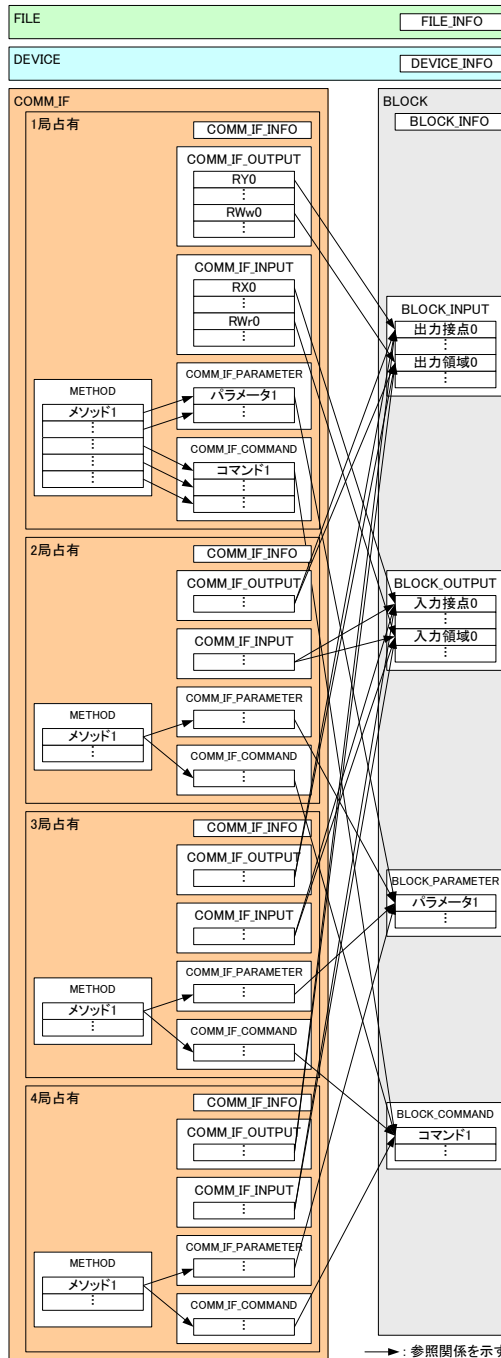 FILE
FILE_INFO
DEVICE
DEVICE_INFO
COMM_IF
1局占有
COMM_IF_INFO
COMM_IF_OUTPUT
RY0
⋮
RWw0
⋮
COMM_IF_INPUT
RX0
⋮
RWr0
⋮
COMM_IF_PARAMETER
パラメータ1
⋮
METHOD
メソッド1
⋮
⋮
⋮
⋮
COMM_IF_COMMAND
コマンド1
⋮
⋮
2局占有
COMM_IF_INFO
COMM_IF_OUTPUT
⋮
COMM_IF_INPUT
⋮
COMM_IF_PARAMETER
⋮
METHOD
メソッド1
⋮
COMM_IF_COMMAND
⋮
3局占有
COMM_IF_INFO
COMM_IF_OUTPUT
⋮
COMM_IF_INPUT
⋮
COMM_IF_PARAMETER
⋮
METHOD
メソッド1
⋮
COMM_IF_COMMAND
⋮
4局占有
COMM_IF_INFO
COMM_IF_OUTPUT
⋮
COMM_IF_INPUT
⋮
COMM_IF_PARAMETER
⋮
METHOD
メソッド1
⋮
COMM_IF_COMMAND
⋮
BLOCK
BLOCK_INFO
BLOCK_INPUT
出力接点0
⋮
出力領域0
⋮
BLOCK_OUTPUT
入力接点0
⋮
入力領域0
⋮
BLOCK_PARAMETER
パラメータ1
⋮
BLOCK_COMMAND
コマンド1
⋮
→ : 参照関係を示す